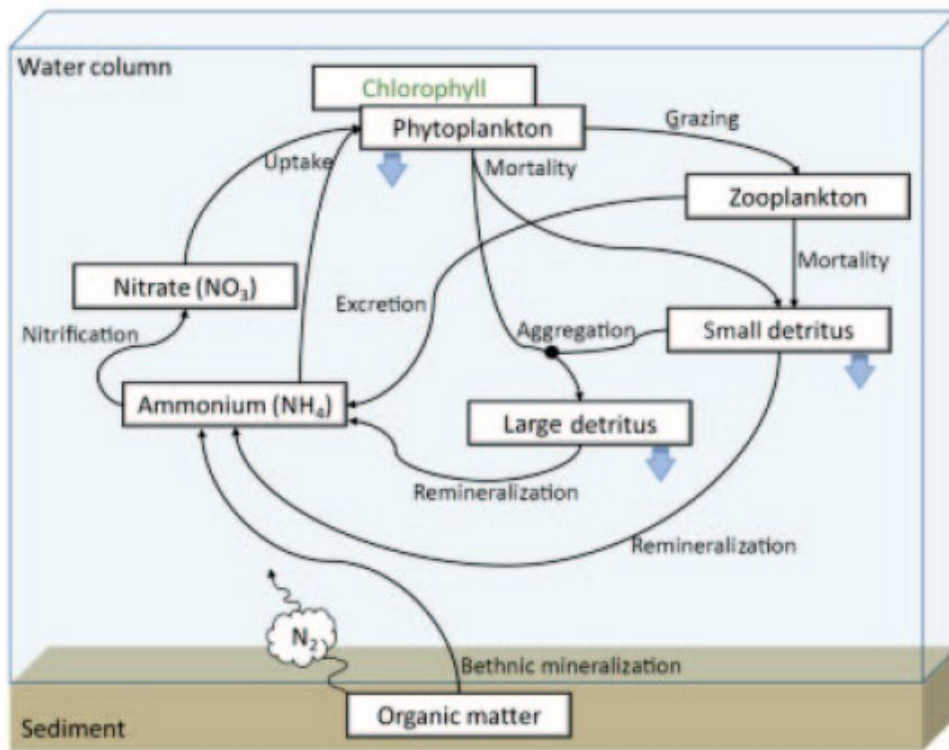 Water column
Chlorophyll
Phytoplankton
Grazing
Uptake
Mortality
Zooplankton
Nitrate (NO₃)
Mortality
Excretion
Nitrification
Aggregation
Small detritus
Ammonium (NH₄)
Large detritus
Remineralization
Remineralization
N₂
Bethnic mineralization
Organic matter
Sediment